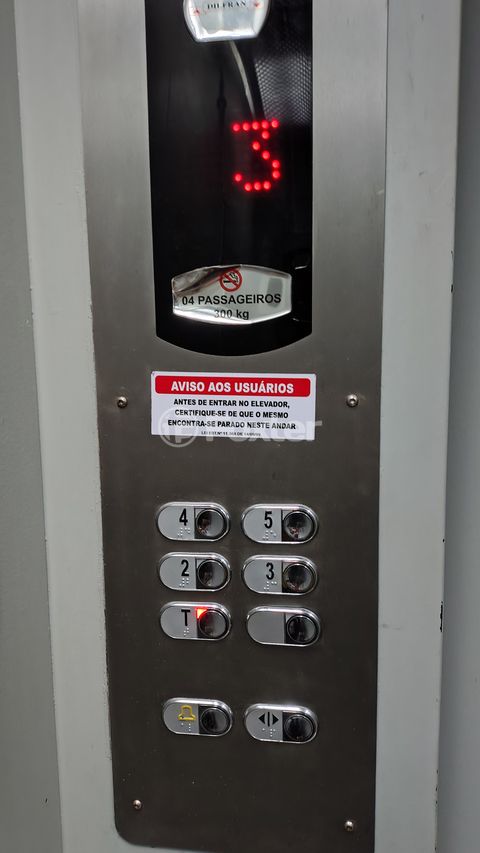 3
04 PASSAGEIROS
300 kg
AVISO AOS USUÁRIOS
ANTES DE ENTRAR NO ELEVADOR,
CERTIFIQUE-SE DE QUE O MESMO
ENCONTRA-SE PARADO NESTE ANDAR
Foxter
4 5
2 3
T